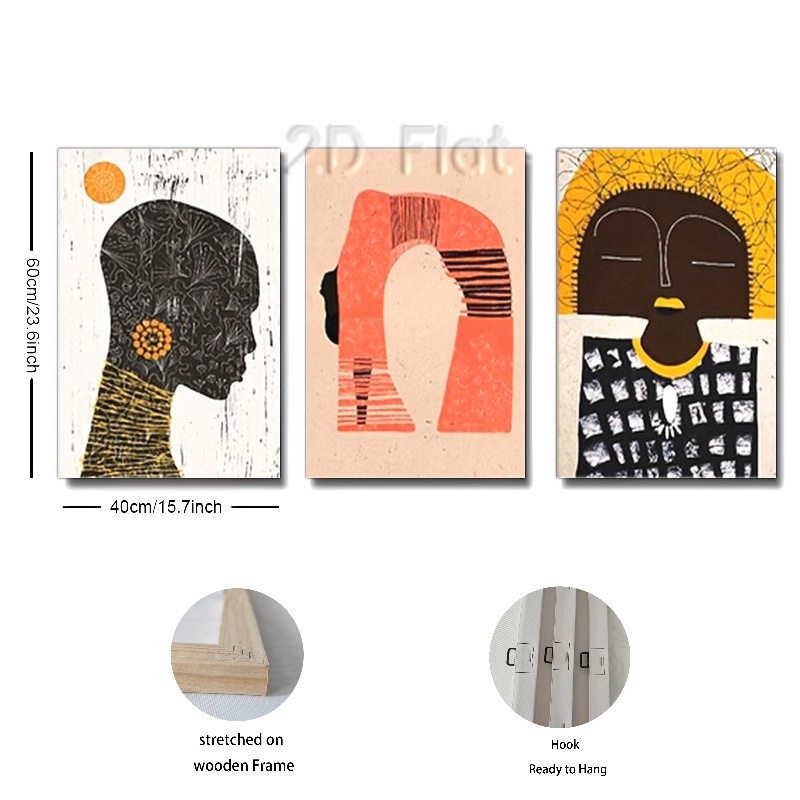 2D Flat
60cm/23.6inch
40cm/15.7inch
stretched on
wooden Frame
Hook
Ready to Hang